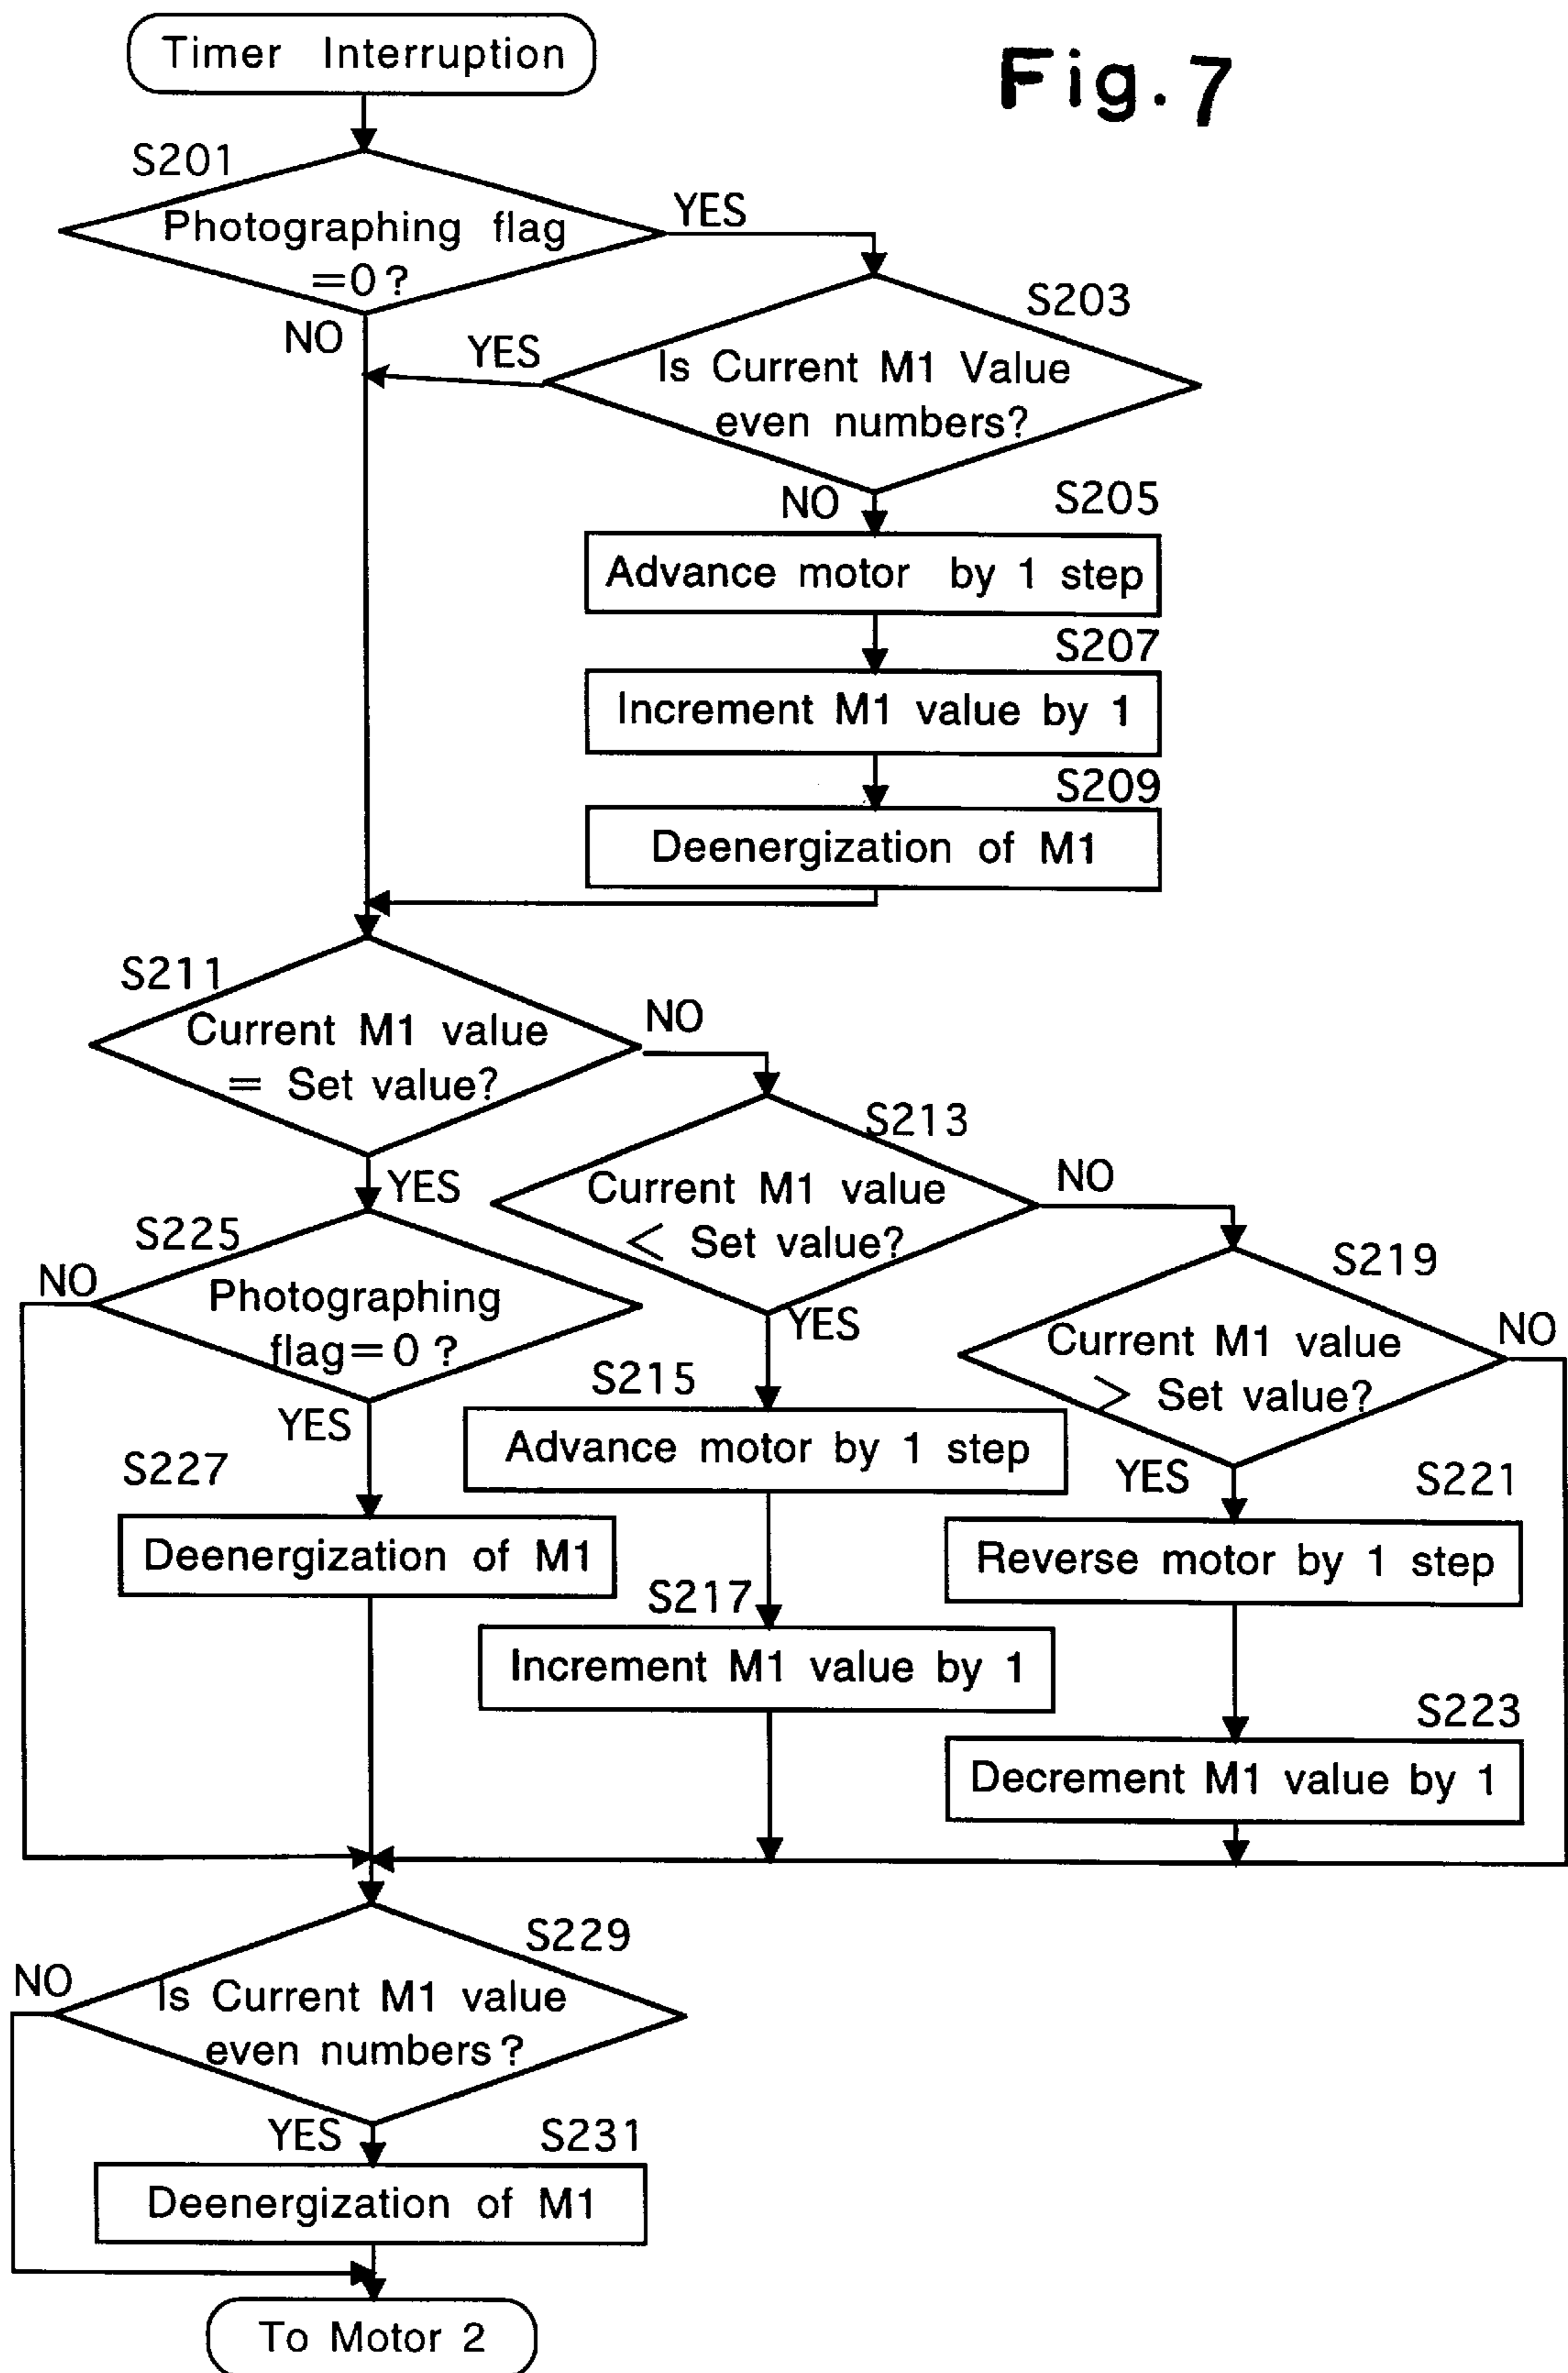 Fig. 7
Timer Interruption
S201
Photographing flag
=0?
YES
NO
S203
Is Current M1 Value
even numbers?
YES
NO
S205
Advance motor by 1 step
S207
Increment M1 value by 1
S209
Deenergization of M1
S211
Current M1 value
= Set value?
NO
YES
S213
Current M1 value
< Set value?
NO
YES
S225
Photographing
flag=0?
NO
YES
S219
Current M1 value
> Set value?
NO
YES
S215
Advance motor by 1 step
S227
Deenergization of M1
S221
Reverse motor by 1 step
S217
Increment M1 value by 1
S223
Decrement M1 value by 1
S229
Is Current M1 value
even numbers?
NO
YES
S231
Deenergization of M1
To Motor 2